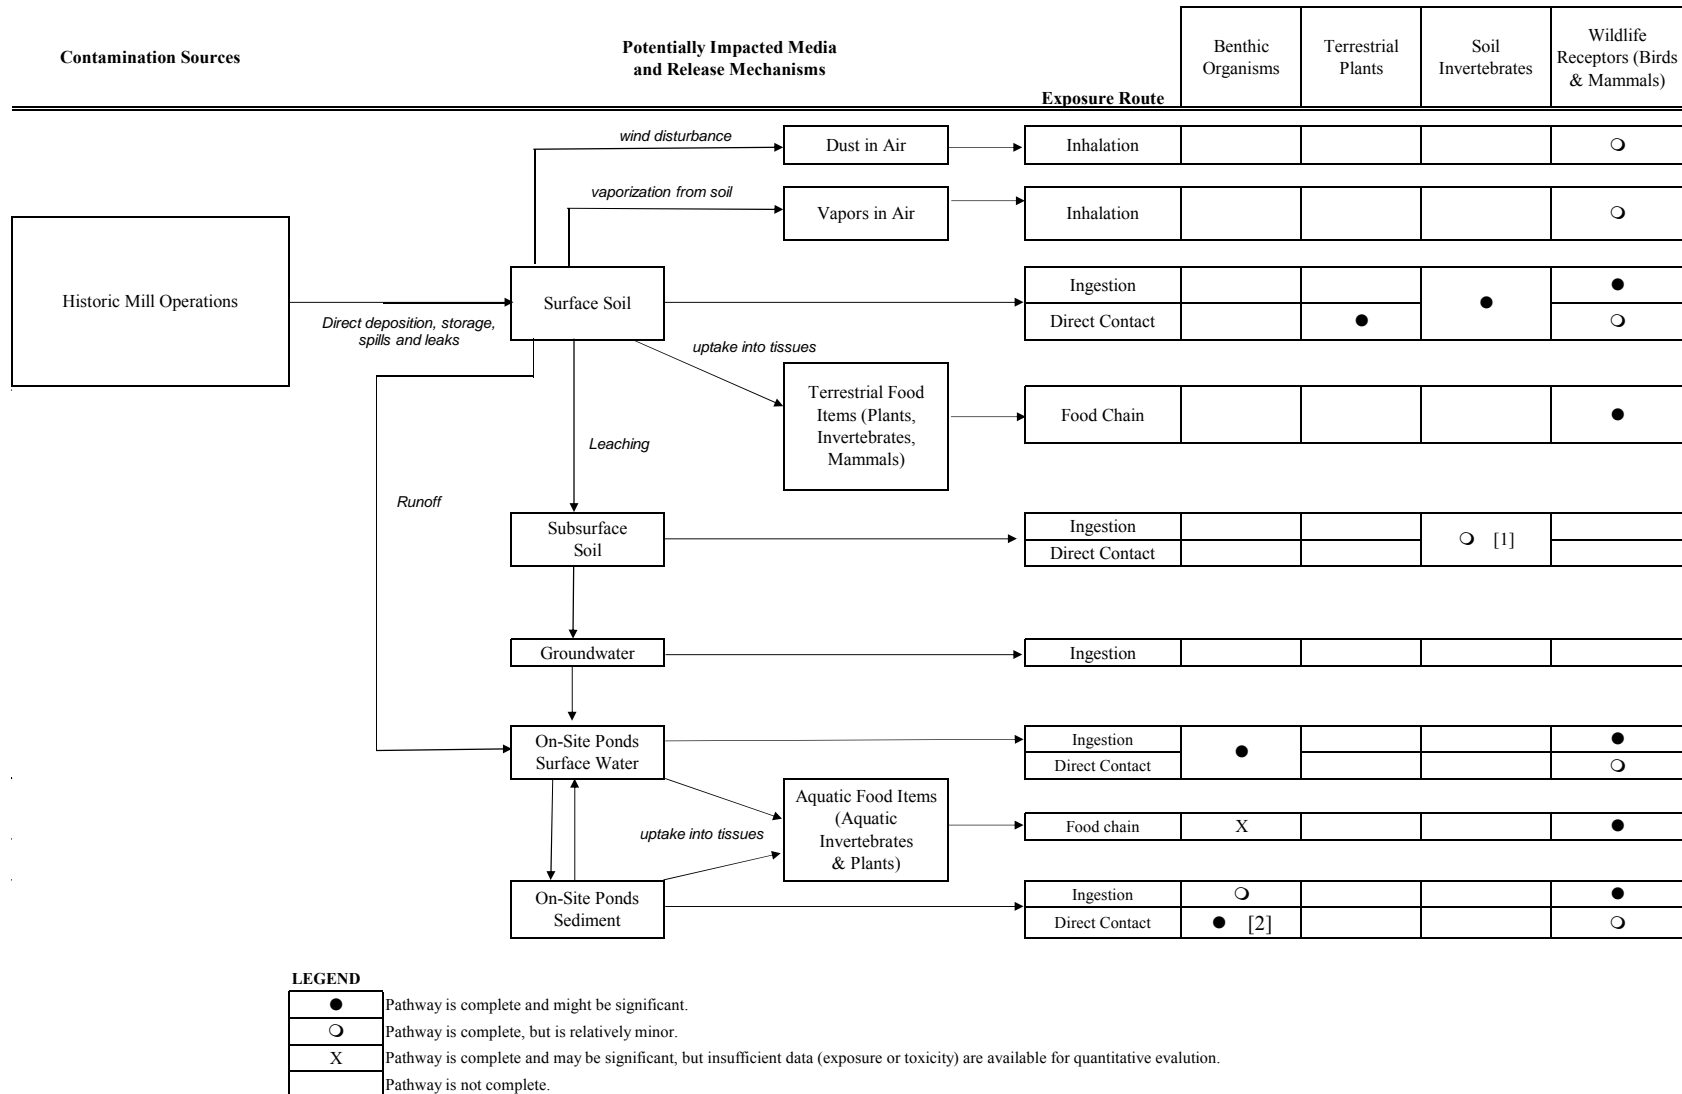 Contamination Sources
Potentially Impacted Media
and Release Mechanisms
Exposure Route
Benthic
Organisms
Terrestrial
Plants
Soil
Invertebrates
Wildlife
Receptors (Birds
& Mammals)
wind disturbance
Dust in Air
Inhalation
❍
vaporization from soil
Vapors in Air
Inhalation
❍
Historic Mill Operations
Direct deposition, storage,
spills and leaks
Surface Soil
Ingestion
●
●
Direct Contact
●
❍
uptake into tissues
Terrestrial Food
Items (Plants,
Invertebrates,
Mammals)
Food Chain
●
Leaching
Runoff
Subsurface
Soil
Ingestion
Direct Contact
❍ [1]
Groundwater
Ingestion
On-Site Ponds
Surface Water
Ingestion
●
●
Direct Contact
❍
Aquatic Food Items
(Aquatic
Invertebrates
& Plants)
uptake into tissues
Food chain
X
●
On-Site Ponds
Sediment
Ingestion
❍
●
Direct Contact
● [2]
❍
LEGEND
● Pathway is complete and might be significant.
❍ Pathway is complete, but is relatively minor.
X Pathway is complete and may be significant, but insufficient data (exposure or toxicity) are available for quantitative evalution.
Pathway is not complete.